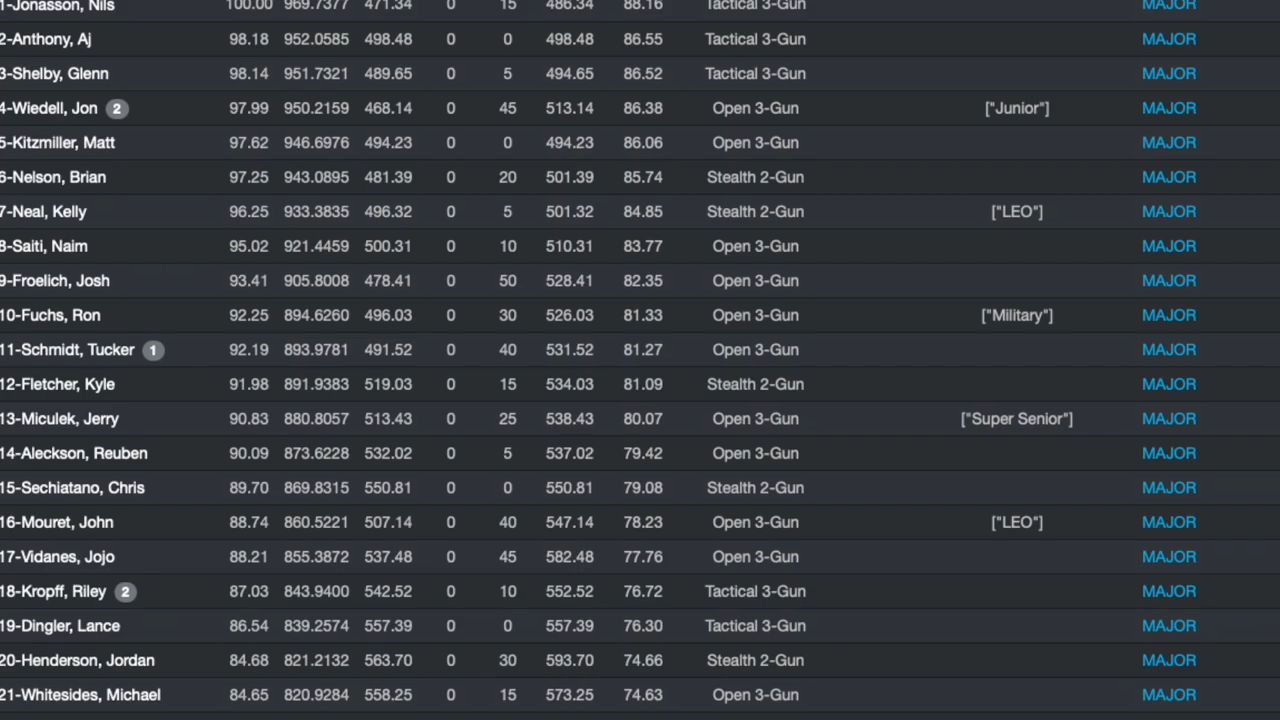 1-Jonasson, Nils 100.00 969.7377 471.34 0 15 486.34 88.16 Tactical 3-Gun MAJOR
2-Anthony, Aj 98.18 952.0585 498.48 0 0 498.48 86.55 Tactical 3-Gun MAJOR
3-Shelby, Glenn 98.14 951.7321 489.65 0 5 494.65 86.52 Tactical 3-Gun MAJOR
4-Wiedell, Jon 2 97.99 950.2159 468.14 0 45 513.14 86.38 Open 3-Gun ["Junior"] MAJOR
5-Kitzmiller, Matt 97.62 946.6976 494.23 0 0 494.23 86.06 Open 3-Gun MAJOR
6-Nelson, Brian 97.25 943.0895 481.39 0 20 501.39 85.74 Stealth 2-Gun MAJOR
7-Neal, Kelly 96.25 933.3835 496.32 0 5 501.32 84.85 Stealth 2-Gun ["LEO"] MAJOR
8-Saiti, Naim 95.02 921.4459 500.31 0 10 510.31 83.77 Open 3-Gun MAJOR
9-Froelich, Josh 93.41 905.8008 478.41 0 50 528.41 82.35 Open 3-Gun MAJOR
10-Fuchs, Ron 92.25 894.6260 496.03 0 30 526.03 81.33 Open 3-Gun ["Military"] MAJOR
11-Schmidt, Tucker 1 92.19 893.9781 491.52 0 40 531.52 81.27 Open 3-Gun MAJOR
12-Fletcher, Kyle 91.98 891.9383 519.03 0 15 534.03 81.09 Stealth 2-Gun MAJOR
13-Miculek, Jerry 90.83 880.8057 513.43 0 25 538.43 80.07 Open 3-Gun ["Super Senior"] MAJOR
14-Aleckson, Reuben 90.09 873.6228 532.02 0 5 537.02 79.42 Open 3-Gun MAJOR
15-Sechiatano, Chris 89.70 869.8315 550.81 0 0 550.81 79.08 Stealth 2-Gun MAJOR
16-Mouret, John 88.74 860.5221 507.14 0 40 547.14 78.23 Open 3-Gun ["LEO"] MAJOR
17-Vidanes, Jojo 88.21 855.3872 537.48 0 45 582.48 77.76 Open 3-Gun MAJOR
18-Kropff, Riley 2 87.03 843.9400 542.52 0 10 552.52 76.72 Tactical 3-Gun MAJOR
19-Dingler, Lance 86.54 839.2574 557.39 0 0 557.39 76.30 Tactical 3-Gun MAJOR
20-Henderson, Jordan 84.68 821.2132 563.70 0 30 593.70 74.66 Stealth 2-Gun MAJOR
21-Whitesides, Michael 84.65 820.9284 558.25 0 15 573.25 74.63 Open 3-Gun MAJOR